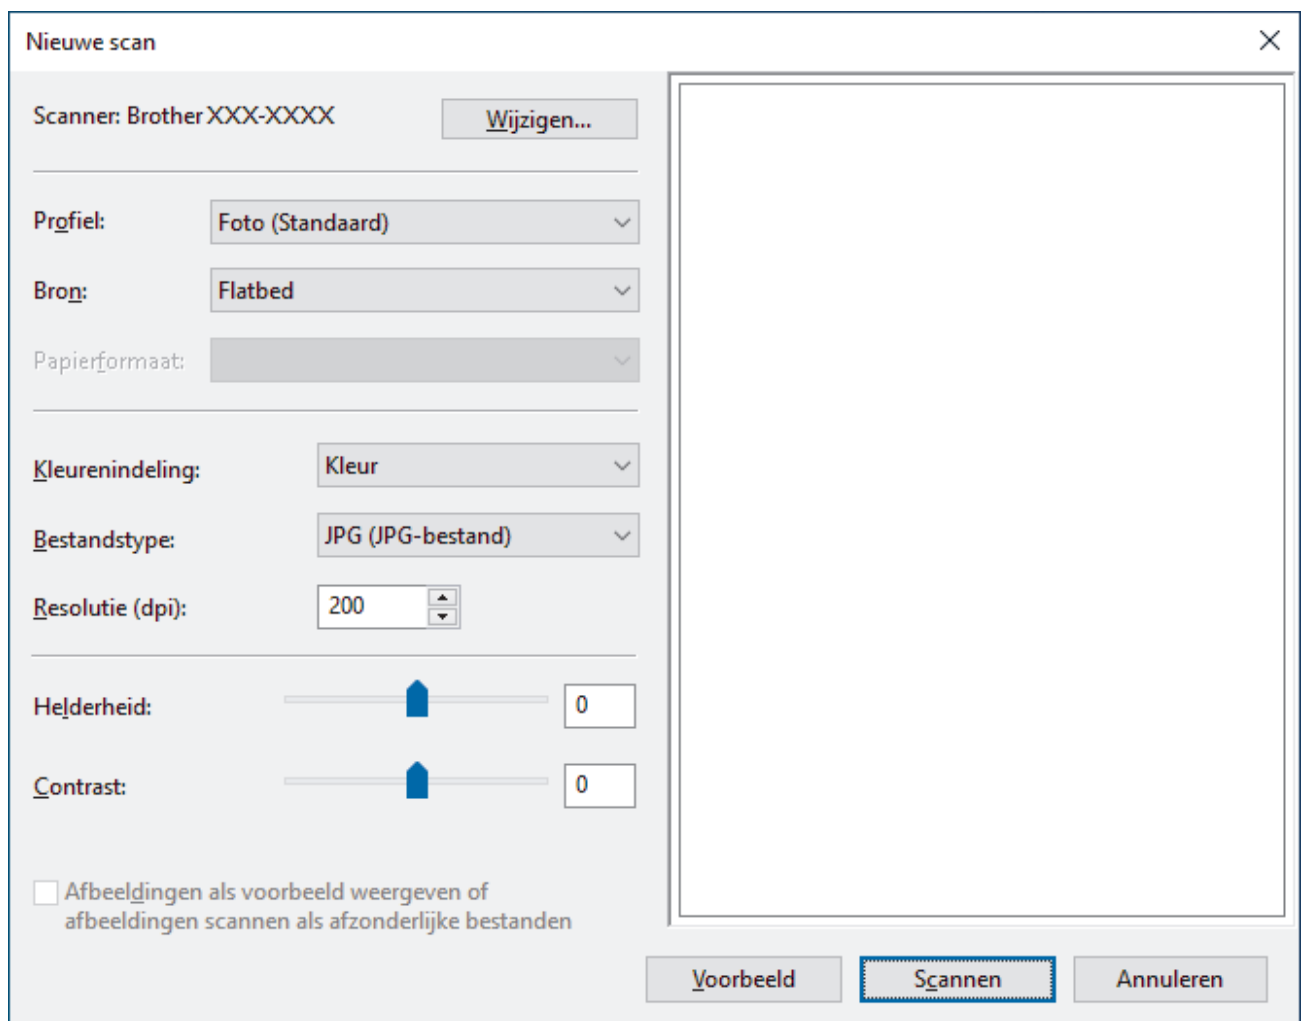 Nieuwe scan
Scanner: Brother XXX-XXXX
Wijzigen...
Profiel: Foto (Standaard)
Bron: Flatbed
Papierformaat:
Kleurenindeling: Kleur
Bestandstype: JPG (JPG-bestand)
Resolutie (dpi): 200
Helderheid: 0
Contrast: 0
Afbeeldingen als voorbeeld weergeven of
afbeeldingen scannen als afzonderlijke bestanden
Voorbeeld Scannen Annuleren